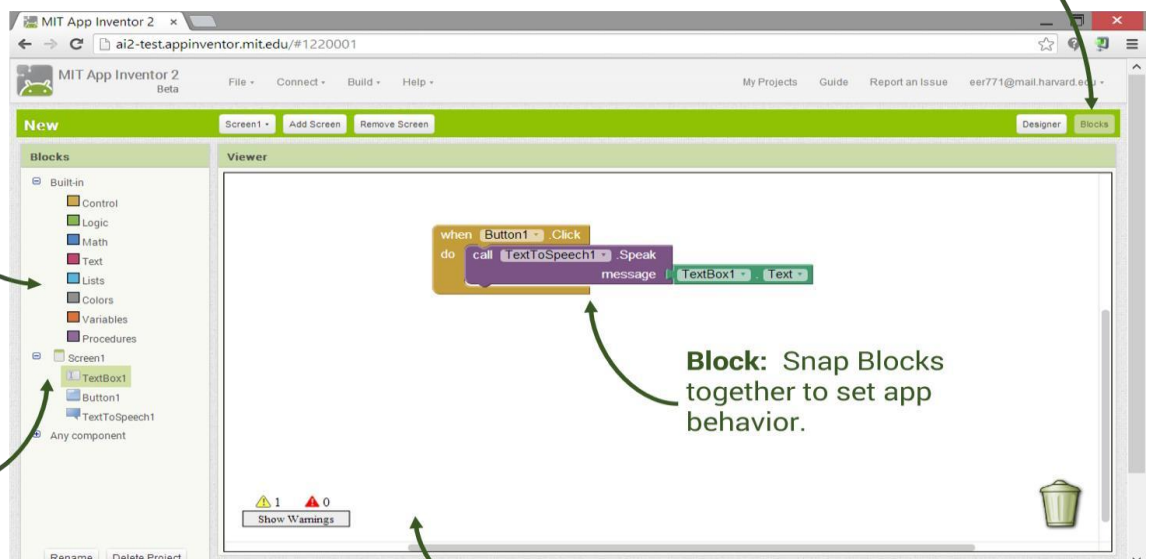 MIT App Inventor 2
ai2-test.appinventor.mit.edu/#1220001
MIT App Inventor 2
Beta
File Connect Build Help
My Projects Guide Report an Issue eer771@mail.harvard.edu
New
Screen1 Add Screen Remove Screen
Designer Blocks
Blocks
Viewer
Built-in
Control
Logic
Math
Text
Lists
Colors
Variables
Procedures
Screen1
TextBox1
Button1
TextToSpeech1
Any component
Rename Delete Project
when Button1 .Click
do call TextToSpeech1 .Speak
message TextBox1 . Text
Block: Snap Blocks
together to set app
behavior.
1 0
Show Warnings